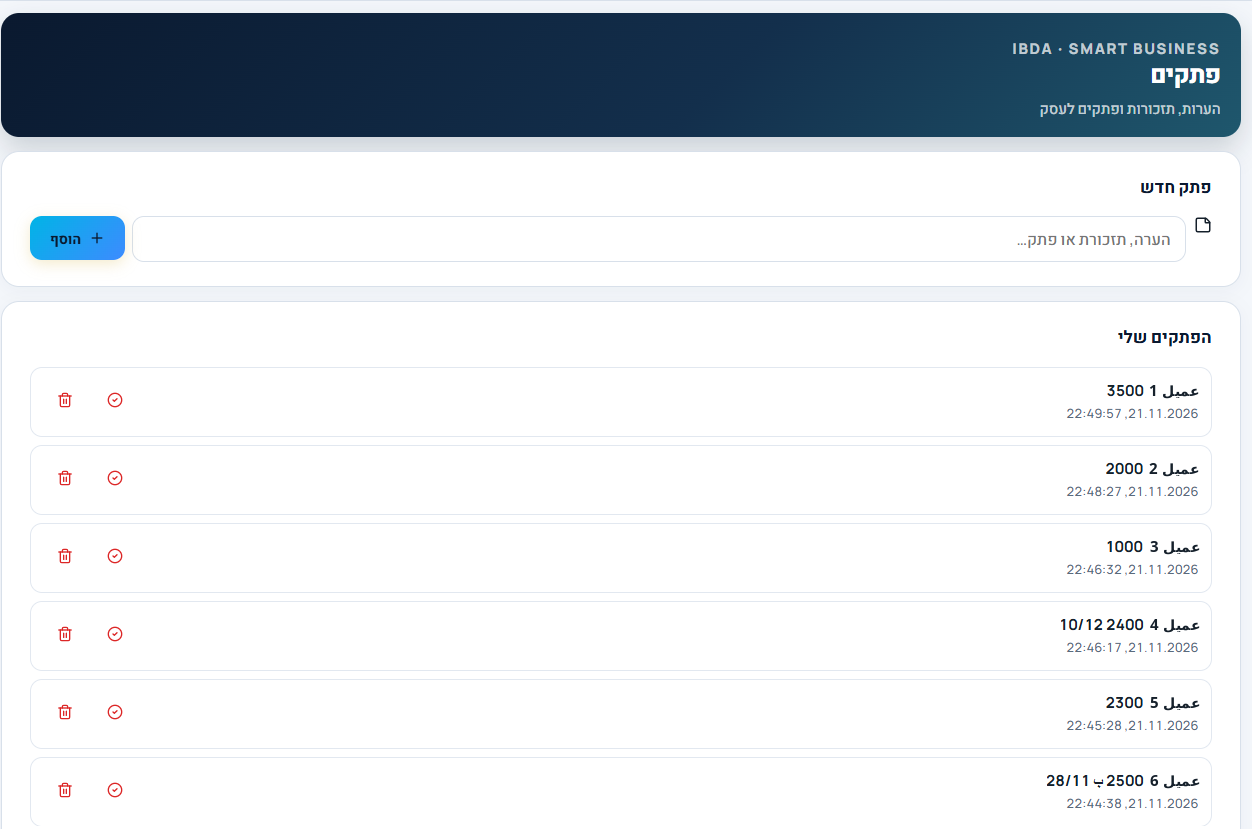 IBDA · SMART BUSINESS
פתקים
הערות, תזכורות ופתקים לעסק
פתק חדש
הערה, תזכורת או פתק...
הוסף
הפתקים שלי
عميل 1 3500
21.11.2026, 22:49:57
عميل 2 2000
21.11.2026, 22:48:27
عميل 3 1000
21.11.2026, 22:46:32
عميل 4 2400 10/12
21.11.2026, 22:46:17
عميل 5 2300
21.11.2026, 22:45:28
عميل 6 2500 ب 28/11
21.11.2026, 22:44:38